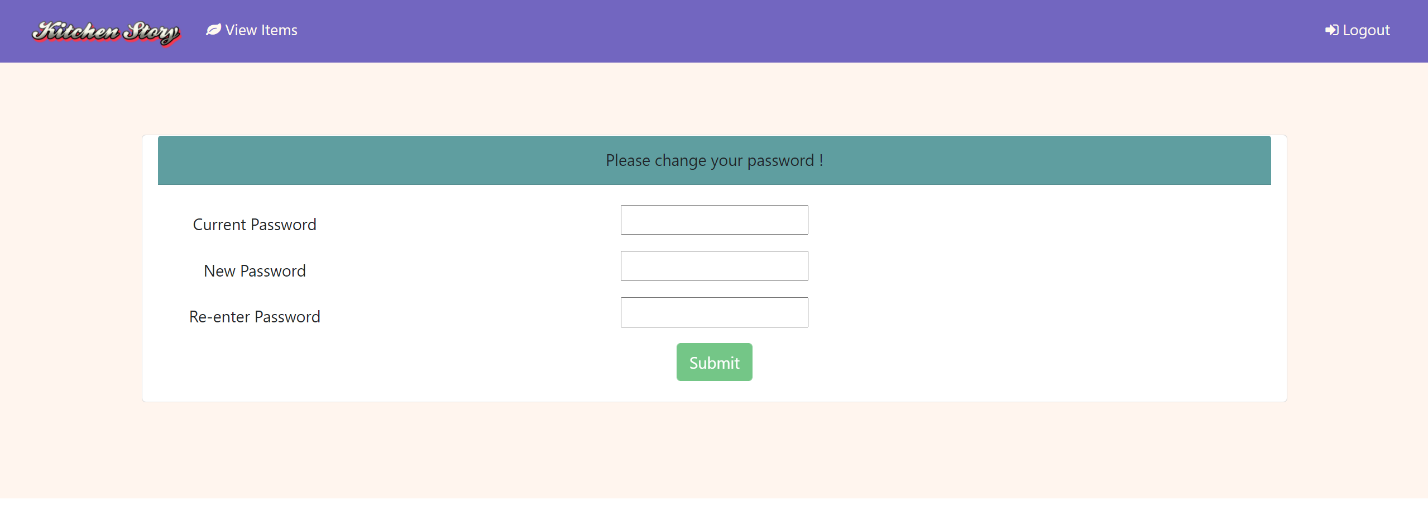 Kitchen Story View Items Logout
Please change your password !
Current Password
New Password
Re-enter Password
Submit